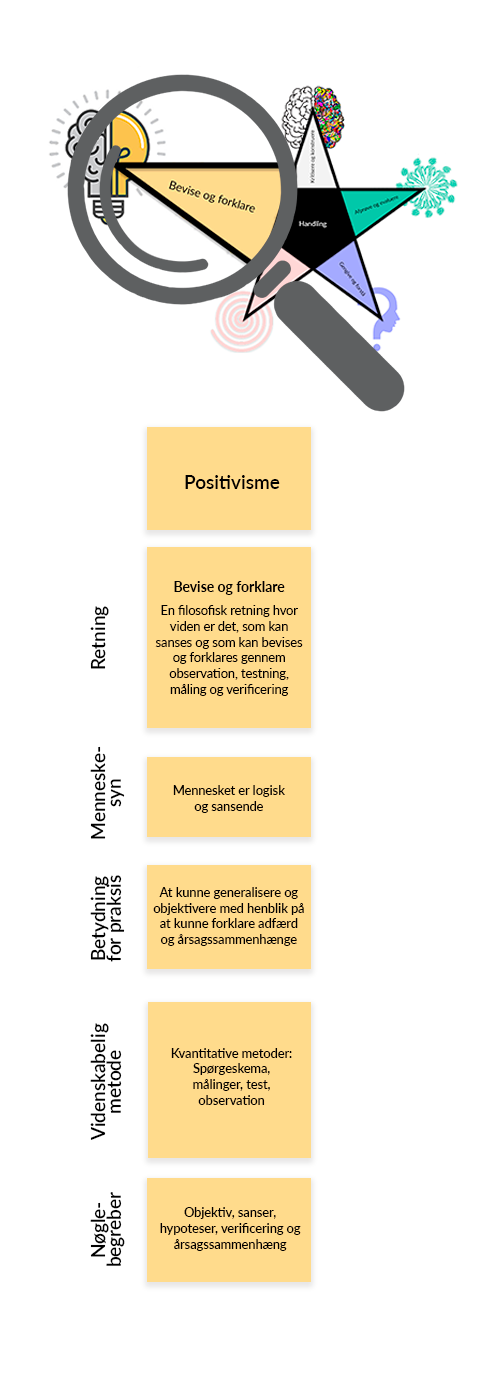 Kritisere og konstruere
Bevise og forklare
Afprøve og evaluere
Handling
Gengive og forstå
Positivisme
Retning
Bevise og forklare
En filosofisk retning hvor
viden er det, som kan
sanses og som kan bevises
og forklares gennem
observation, testning,
måling og verificering
Menneske-
syn
Mennesket er logisk
og sansende
Betydning
for praksis
At kunne generalisere og
objektivere med henblik på
at kunne forklare adfærd
og årsagssammenhænge
Videnskabelig
metode
Kvantitative metoder:
Spørgeskema,
målinger, test,
observation
Nøgle-
begreber
Objektiv, sanser,
hypoteser, verificering og
årsagssammenhæng